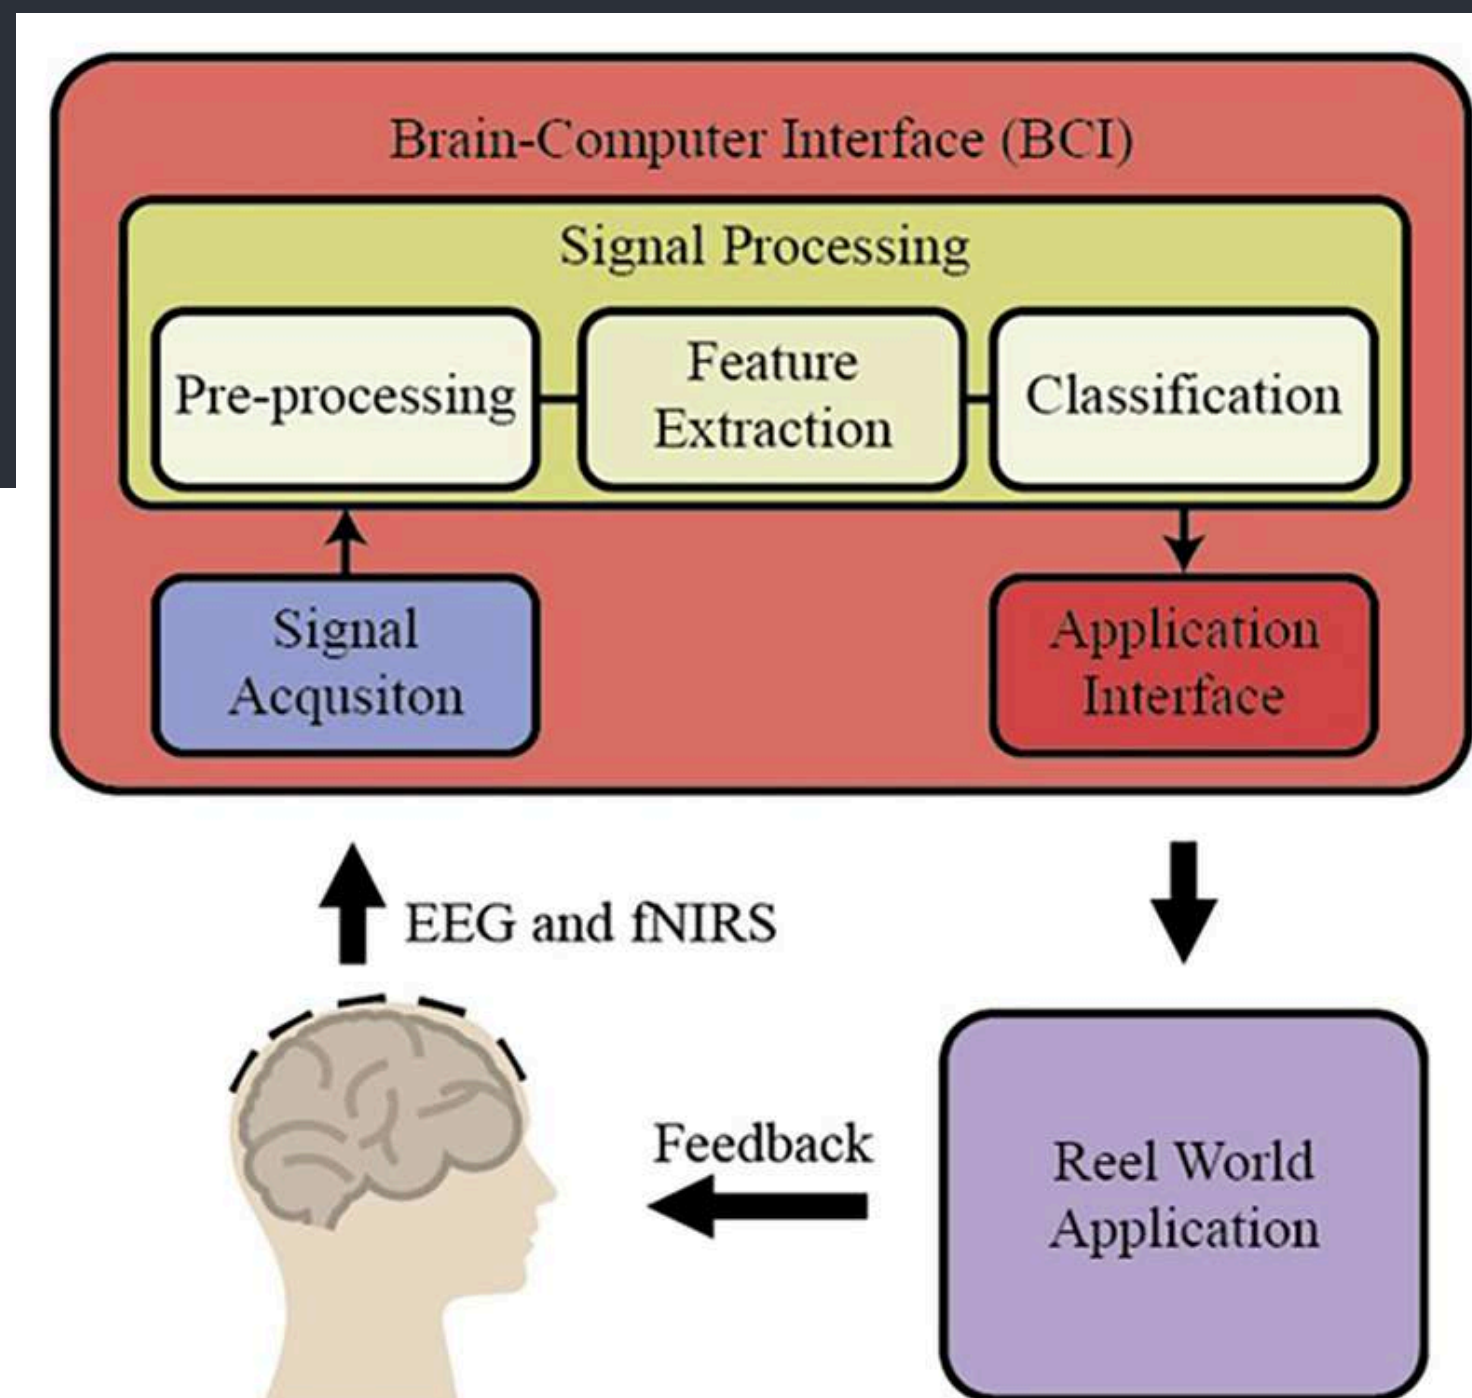 Brain-Computer Interface (BCI)
Signal Processing
Pre-processing
Feature
Extraction
Classification
Signal
Acqusiton
Application
Interface
EEG and fNIRS
Feedback
Reel World
Application